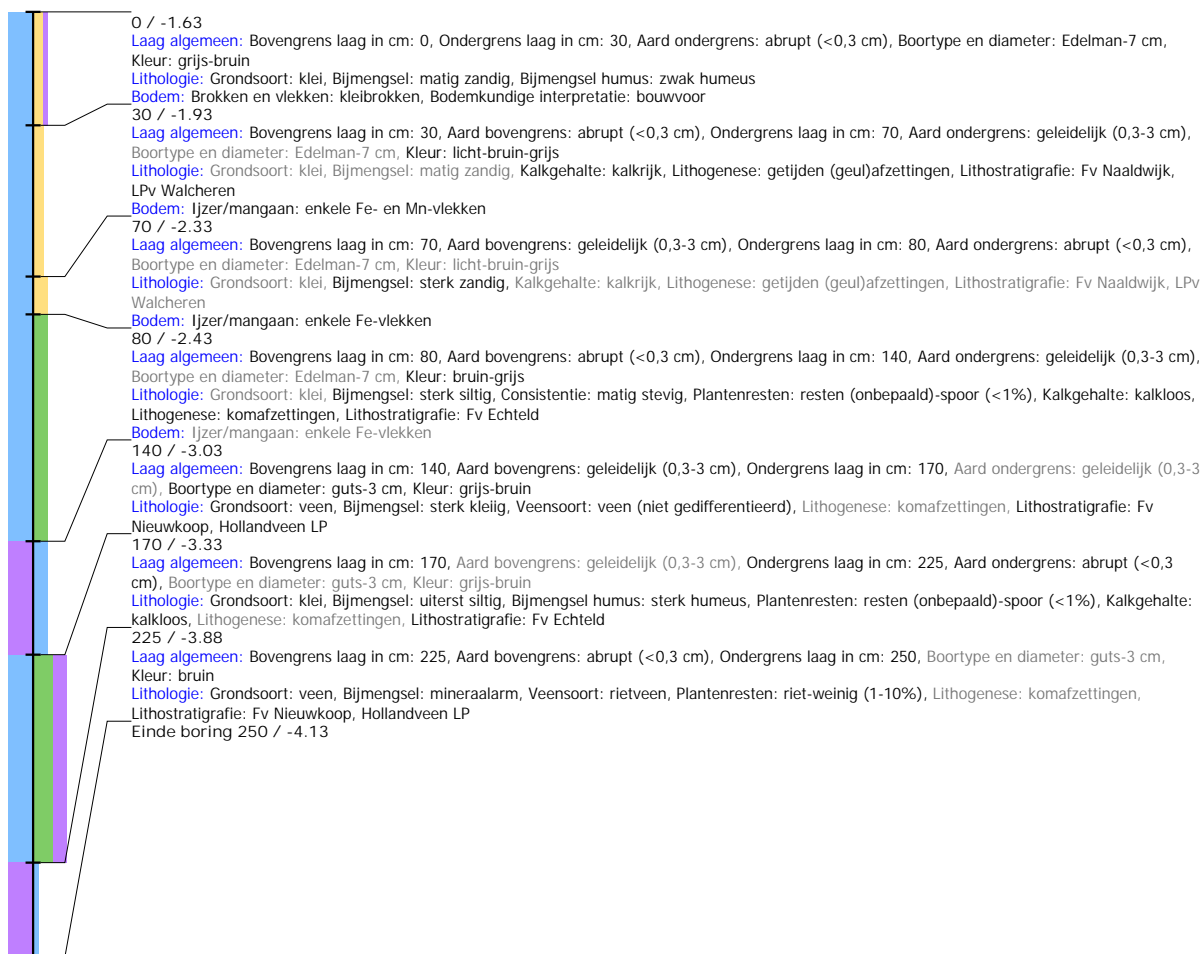 0 / -1.63
Laag algemeen: Bovengrens laag in cm: 0, Ondergrens laag in cm: 30, Aard ondergrens: abrupt (<0,3 cm), Boortype en diameter: Edelman-7 cm,
Kleur: grijs-bruin
Lithologie: Grondsoort: klei, Bijmengsel: matig zandig, Bijmengsel humus: zwak humeus
Bodem: Brokken en vlekken: kleibrokken, Bodemkundige interpretatie: bouwvoor
30 / -1.93
Laag algemeen: Bovengrens laag in cm: 30, Aard bovengrens: abrupt (<0,3 cm), Ondergrens laag in cm: 70, Aard ondergrens: geleidelijk (0,3-3 cm),
Boortype en diameter: Edelman-7 cm, Kleur: licht-bruin-grijs
Lithologie: Grondsoort: klei, Bijmengsel: matig zandig, Kalkgehalte: kalkrijk, Lithogenese: getijden (geul)afzettingen, Lithostratigrafie: Fv Naaldwijk,
LPv Walcheren
Bodem: Ijzer/mangaan: enkele Fe- en Mn-vlekken
70 / -2.33
Laag algemeen: Bovengrens laag in cm: 70, Aard bovengrens: geleidelijk (0,3-3 cm), Ondergrens laag in cm: 80, Aard ondergrens: abrupt (<0,3 cm),
Boortype en diameter: Edelman-7 cm, Kleur: licht-bruin-grijs
Lithologie: Grondsoort: klei, Bijmengsel: sterk zandig, Kalkgehalte: kalkrijk, Lithogenese: getijden (geul)afzettingen, Lithostratigrafie: Fv Naaldwijk, LPv
Walcheren
Bodem: Ijzer/mangaan: enkele Fe-vlekken
80 / -2.43
Laag algemeen: Bovengrens laag in cm: 80, Aard bovengrens: abrupt (<0,3 cm), Ondergrens laag in cm: 140, Aard ondergrens: geleidelijk (0,3-3 cm),
Boortype en diameter: Edelman-7 cm, Kleur: bruin-grijs
Lithologie: Grondsoort: klei, Bijmengsel: sterk siltig, Consistentie: matig stevig, Plantenresten: resten (onbepaald)-spoor (<1%), Kalkgehalte: kalkloos,
Lithogenese: komafzettingen, Lithostratigrafie: Fv Echteld
Bodem: Ijzer/mangaan: enkele Fe-vlekken
140 / -3.03
Laag algemeen: Bovengrens laag in cm: 140, Aard bovengrens: geleidelijk (0,3-3 cm), Ondergrens laag in cm: 170, Aard ondergrens: geleidelijk (0,3-3
cm), Boortype en diameter: guts-3 cm, Kleur: grijs-bruin
Lithologie: Grondsoort: veen, Bijmengsel: sterk kleiig, Veensoort: veen (niet gedifferentieerd), Lithogenese: komafzettingen, Lithostratigrafie: Fv
Nieuwkoop, Hollandveen LP
170 / -3.33
Laag algemeen: Bovengrens laag in cm: 170, Aard bovengrens: geleidelijk (0,3-3 cm), Ondergrens laag in cm: 225, Aard ondergrens: abrupt (<0,3
cm), Boortype en diameter: guts-3 cm, Kleur: grijs-bruin
Lithologie: Grondsoort: klei, Bijmengsel: uiterst siltig, Bijmengsel humus: sterk humeus, Plantenresten: resten (onbepaald)-spoor (<1%), Kalkgehalte:
kalkloos, Lithogenese: komafzettingen, Lithostratigrafie: Fv Echteld
225 / -3.88
Laag algemeen: Bovengrens laag in cm: 225, Aard bovengrens: abrupt (<0,3 cm), Ondergrens laag in cm: 250, Boortype en diameter: guts-3 cm,
Kleur: bruin
Lithologie: Grondsoort: veen, Bijmengsel: mineraalarm, Veensoort: rietveen, Plantenresten: riet-weinig (1-10%), Lithogenese: komafzettingen,
Lithostratigrafie: Fv Nieuwkoop, Hollandveen LP
Einde boring 250 / -4.13